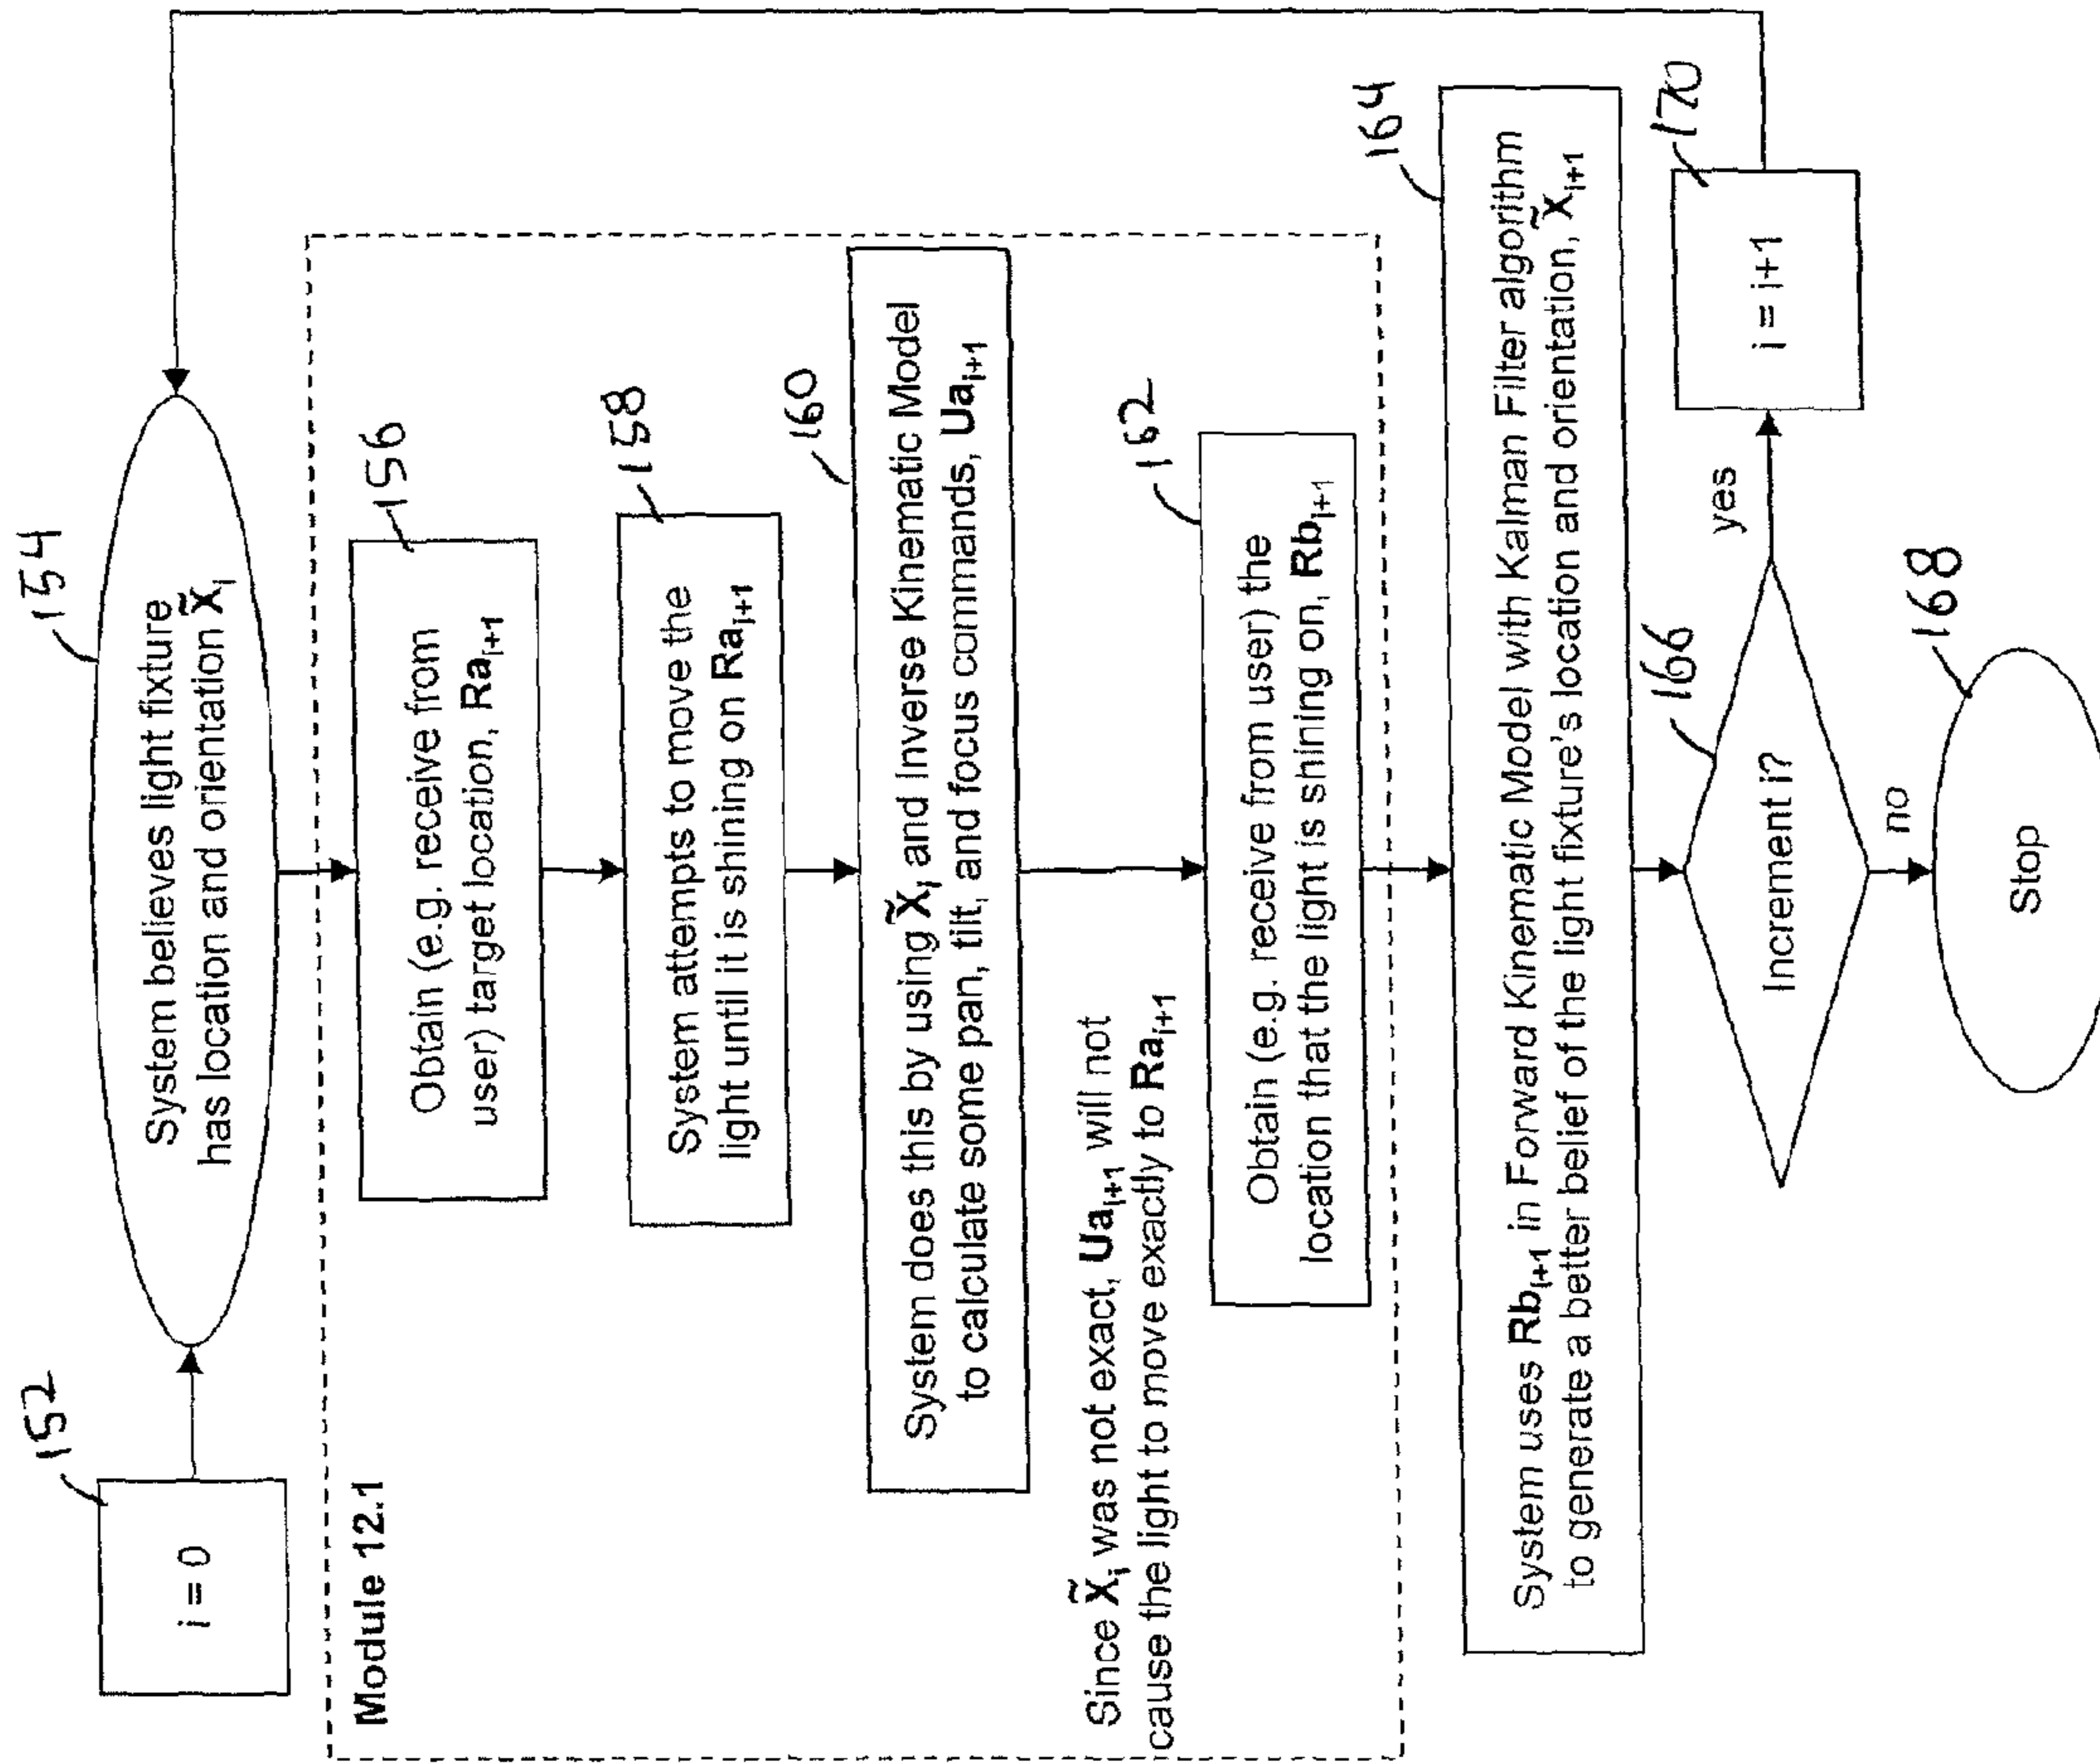 152
i = 0
154
System believes light fixture
has location and orientation X̃ᵢ
Module 12.1
156
Obtain (e.g. receive from
user) target location, Raᵢ₊₁
158
System attempts to move the
light until it is shining on Raᵢ₊₁
160
System does this by using X̃ᵢ and Inverse Kinematic Model
to calculate some pan, tilt, and focus commands, Uaᵢ₊₁
Since X̃ᵢ was not exact, Uaᵢ₊₁ will not
cause the light to move exactly to Raᵢ₊₁
162
Obtain (e.g. receive from user) the
location that the light is shining on, Rbᵢ₊₁
164
System uses Rbᵢ₊₁ in Forward Kinematic Model with Kalman Filter algorithm
to generate a better belief of the light fixture's location and orientation, X̃ᵢ₊₁
166
Increment i?
yes
170
i = i+1
no
168
Stop